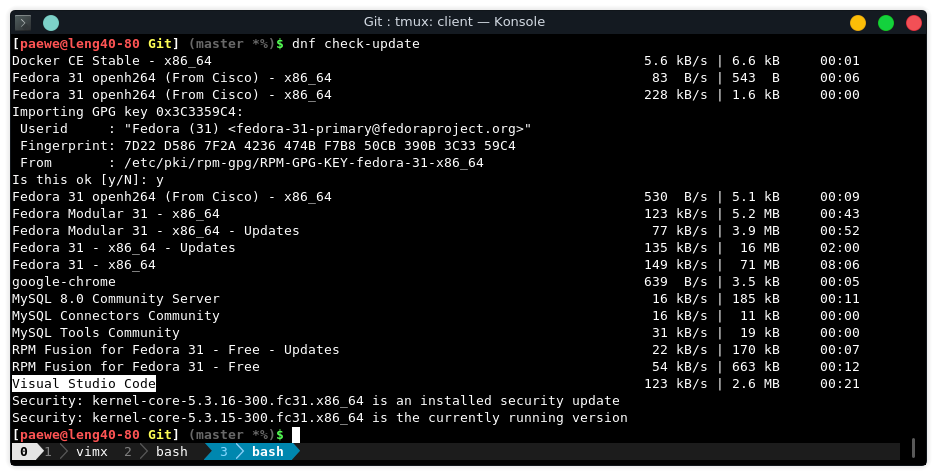 Git : tmux: client — Konsole
[paewe@leng40-80 Git] (master *%)$ dnf check-update
Docker CE Stable - x86_64                                                      5.6 kB/s | 6.6 kB     00:01
Fedora 31 openh264 (From Cisco) - x86_64                                        83  B/s | 543  B     00:06
Fedora 31 openh264 (From Cisco) - x86_64                                       228 kB/s | 1.6 kB     00:00
Importing GPG key 0x3C3359C4:
 Userid     : "Fedora (31) <fedora-31-primary@fedoraproject.org>"
 Fingerprint: 7D22 D586 7F2A 4236 474B F7B8 50CB 390B 3C33 59C4
 From       : /etc/pki/rpm-gpg/RPM-GPG-KEY-fedora-31-x86_64
Is this ok [y/N]: y
Fedora 31 openh264 (From Cisco) - x86_64                                       530  B/s | 5.1 kB     00:09
Fedora Modular 31 - x86_64                                                     123 kB/s | 5.2 MB     00:43
Fedora Modular 31 - x86_64 - Updates                                            77 kB/s | 3.9 MB     00:52
Fedora 31 - x86_64 - Updates                                                   135 kB/s |  16 MB     02:00
Fedora 31 - x86_64                                                             149 kB/s |  71 MB     08:06
google-chrome                                                                  639  B/s | 3.5 kB     00:05
MySQL 8.0 Community Server                                                      16 kB/s | 185 kB     00:11
MySQL Connectors Community                                                      16 kB/s |  11 kB     00:00
MySQL Tools Community                                                           31 kB/s |  19 kB     00:00
RPM Fusion for Fedora 31 - Free - Updates                                       22 kB/s | 170 kB     00:07
RPM Fusion for Fedora 31 - Free                                                 54 kB/s | 663 kB     00:12
Visual Studio Code                                                             123 kB/s | 2.6 MB     00:21
Security: kernel-core-5.3.16-300.fc31.x86_64 is an installed security update
Security: kernel-core-5.3.15-300.fc31.x86_64 is the currently running version
[paewe@leng40-80 Git] (master *%)$
0 1 vimx 2 bash 3 bash